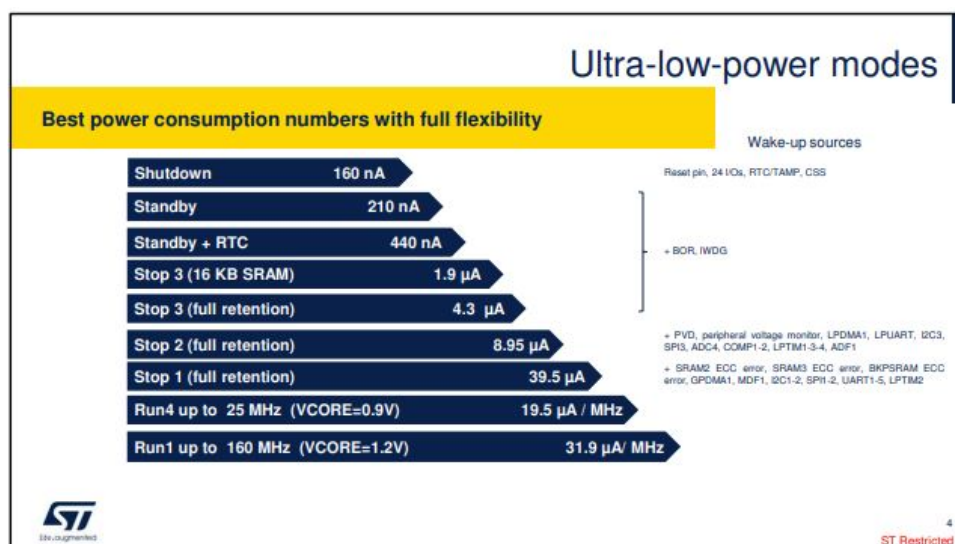 Ultra-low-power modes
Best power consumption numbers with full flexibility
Wake-up sources
Shutdown 160 nA
Reset pin, 24 I/Os, RTC/TAMP, CSS
Standby 210 nA
Standby + RTC 440 nA
+ BOR, IWDG
Stop 3 (16 KB SRAM) 1.9 µA
Stop 3 (full retention) 4.3 µA
Stop 2 (full retention) 8.95 µA
+ PVD, peripheral voltage monitor, LPDMA1, LPUART, I2C3,
SPI3, ADC4, COMP1-2, LPTIM1-3-4, ADF1
Stop 1 (full retention) 39.5 µA
+ SRAM2 ECC error, SRAM3 ECC error, BKPSRAM ECC
error, GPDMA1, MDF1, I2C1-2, SPI1-2, UART1-5, LPTIM2
Run4 up to 25 MHz (VCORE=0.9V) 19.5 µA / MHz
Run1 up to 160 MHz (VCORE=1.2V) 31.9 µA/ MHz
ST
life.augmented
4
ST Restricted